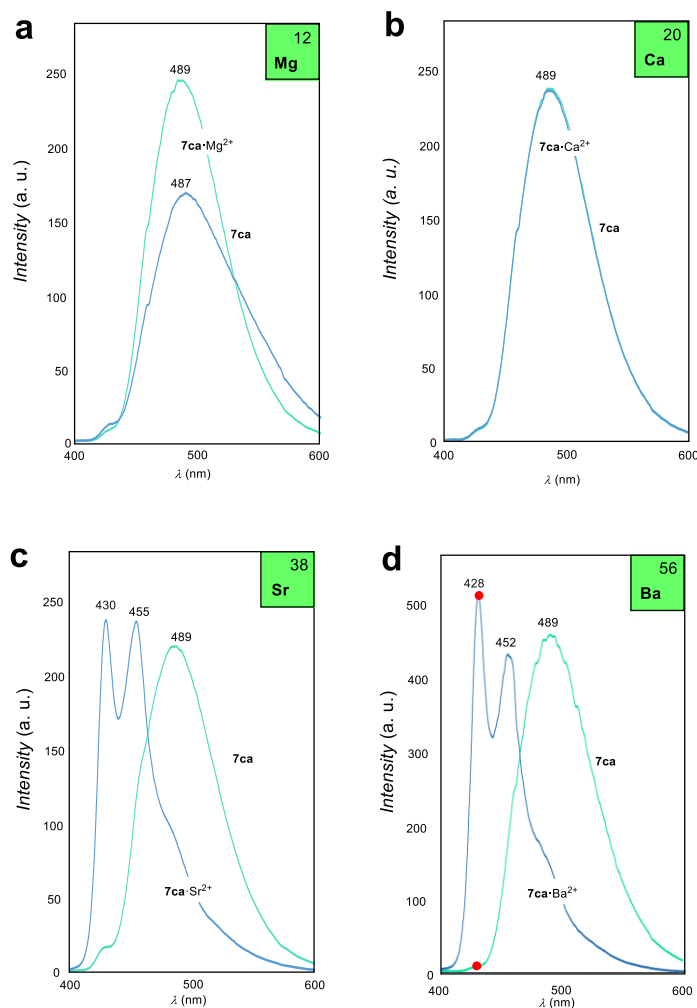 a
12
Mg
250
200
150
100
50
0
400
500
600
489
7ca·Mg2+
487
7ca
Intensity (a. u.)
λ (nm)
b
20
Ca
250
200
150
100
50
0
400
500
600
489
7ca·Ca2+
7ca
Intensity (a. u.)
λ (nm)
c
38
Sr
250
200
150
100
50
0
400
500
600
430
455
489
7ca
7ca·Sr2+
Intensity (a. u.)
λ (nm)
d
56
Ba
500
400
300
200
100
0
400
500
600
428
452
489
7ca
7ca·Ba2+
Intensity (a. u.)
λ (nm)